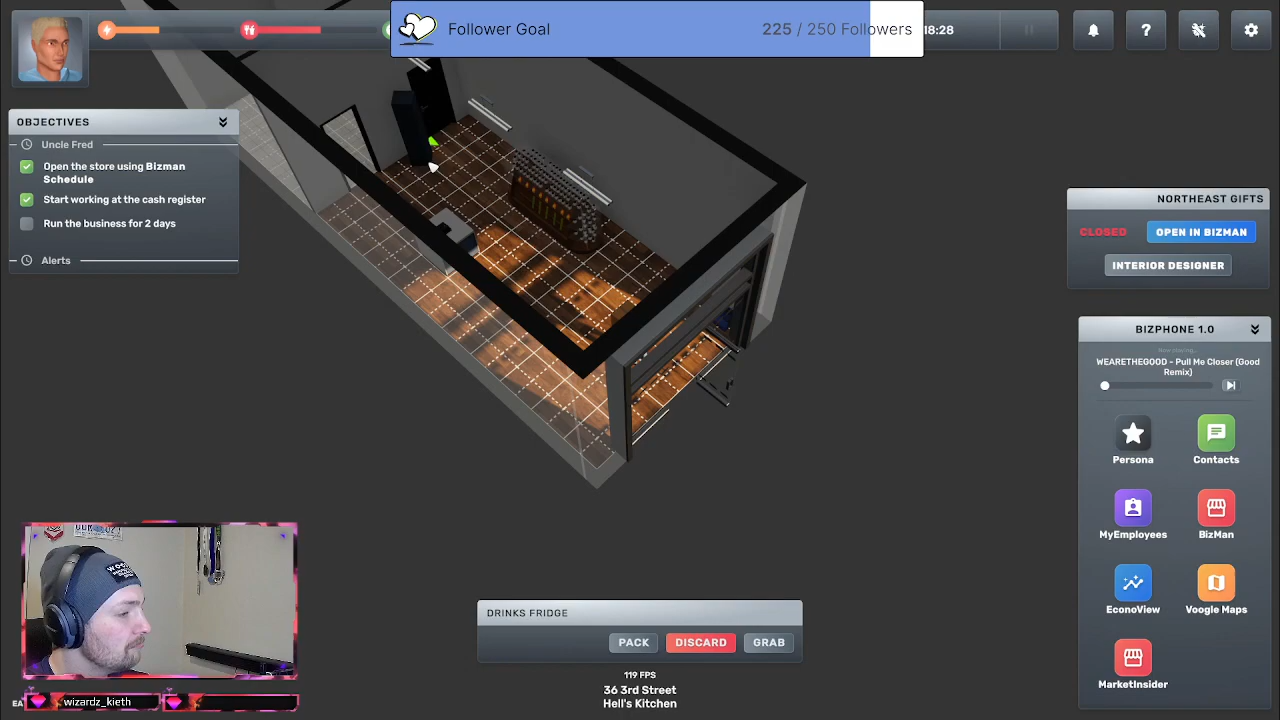 Follower Goal
225 / 250 Followers
18:28
OBJECTIVES
Uncle Fred
Open the store using Bizman
Schedule
Start working at the cash register
Run the business for 2 days
Alerts
NORTHEAST GIFTS
CLOSED
OPEN IN BIZMAN
INTERIOR DESIGNER
BIZPHONE 1.0
Now playing...
WEARETHEGOOD - Pull Me Closer (Good
Remix)
Persona
Contacts
MyEmployees
BizMan
EconoView
Voogle Maps
MarketInsider
DRINKS FRIDGE
PACK
DISCARD
GRAB
119 FPS
36 3rd Street
Hell's Kitchen
EA
wizardz_kieth